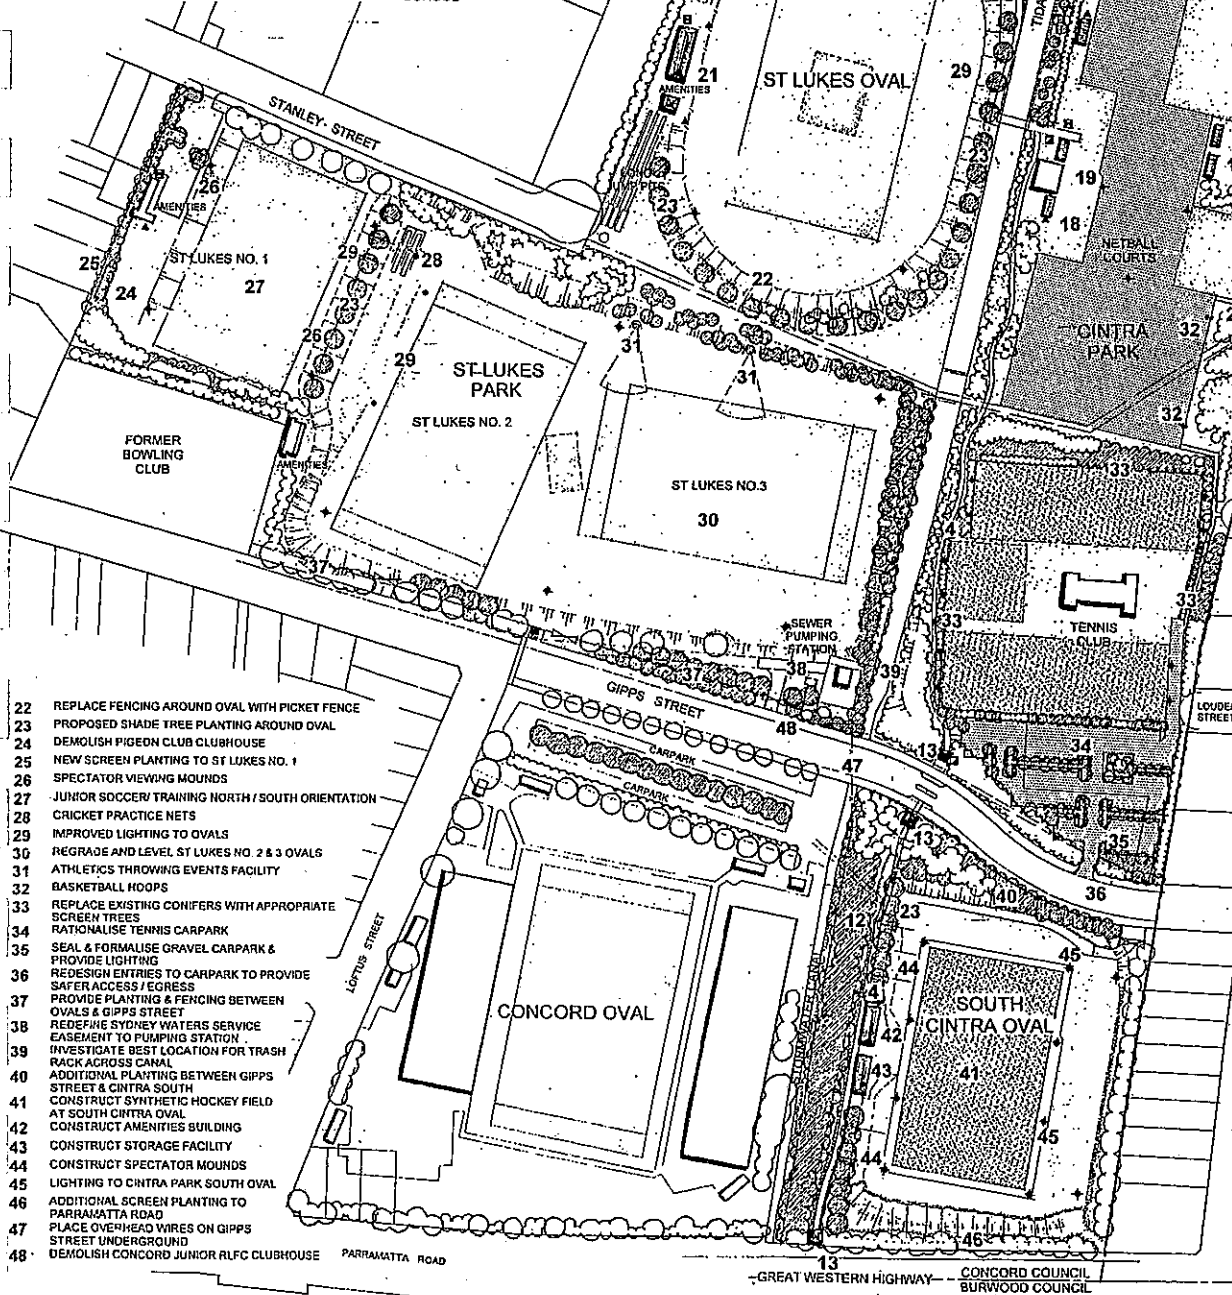 TIDA
21
AMENITIES
ST LUKES OVAL
29
STANLEY STREET
23
19
18
NETBALL
COURTS
26
AMENITIES
23
25
ST LUKES NO. 1
24
27
29
28
22
23
26
29
31
31
CINTRA
PARK
32
32
ST LUKES
PARK
ST LUKES NO. 2
FORMER
BOWLING
CLUB
AMENITIES
33
ST LUKES NO.3
30
4
37
33
33
TENNIS
CLUB
SEWER
PUMPING
STATION
38
39
37
GIPPS STREET
48
47
LOUDE
STREET
13
34
CARPARK
CARPARK
13
35
36
40
12
23
45
44
4
42
43
SOUTH
CINTRA OVAL
41
45
44
46
CONCORD OVAL
LOFTUS STREET
22 REPLACE FENCING AROUND OVAL WITH PICKET FENCE
23 PROPOSED SHADE TREE PLANTING AROUND OVAL
24 DEMOLISH PIGEON CLUB CLUBHOUSE
25 NEW SCREEN PLANTING TO ST LUKES NO. 1
26 SPECTATOR VIEWING MOUNDS
27 JUNIOR SOCCER/ TRAINING NORTH / SOUTH ORIENTATION
28 CRICKET PRACTICE NETS
29 IMPROVED LIGHTING TO OVALS
30 REGRADE AND LEVEL ST LUKES NO. 2 & 3 OVALS
31 ATHLETICS THROWING EVENTS FACILITY
32 BASKETBALL HOOPS
33 REPLACE EXISTING CONIFERS WITH APPROPRIATE
SCREEN TREES
34 RATIONALISE TENNIS CARPARK
35 SEAL & FORMALISE GRAVEL CARPARK &
PROVIDE LIGHTING
36 REDESIGN ENTRIES TO CARPARK TO PROVIDE
SAFER ACCESS / EGRESS
37 PROVIDE PLANTING & FENCING BETWEEN
OVALS & GIPPS STREET
38 REDEFINE SYDNEY WATERS SERVICE
EASEMENT TO PUMPING STATION
39 INVESTIGATE BEST LOCATION FOR TRASH
RACK ACROSS CANAL
40 ADDITIONAL PLANTING BETWEEN GIPPS
STREET & CINTRA SOUTH
41 CONSTRUCT SYNTHETIC HOCKEY FIELD
AT SOUTH CINTRA OVAL
42 CONSTRUCT AMENITIES BUILDING
43 CONSTRUCT STORAGE FACILITY
44 CONSTRUCT SPECTATOR MOUNDS
45 LIGHTING TO CINTRA PARK SOUTH OVAL
46 ADDITIONAL SCREEN PLANTING TO
PARRAMATTA ROAD
47 PLACE OVERHEAD WIRES ON GIPPS
STREET UNDERGROUND
48 DEMOLISH CONCORD JUNIOR RLFC CLUBHOUSE
PARRAMATTA ROAD
13
GREAT WESTERN HIGHWAY
CONCORD COUNCIL
BURWOOD COUNCIL